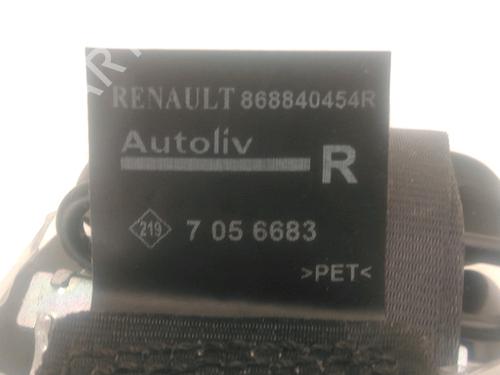 RENAULT 868840454R
Autoliv
R
219 7 05 6683
>PET<